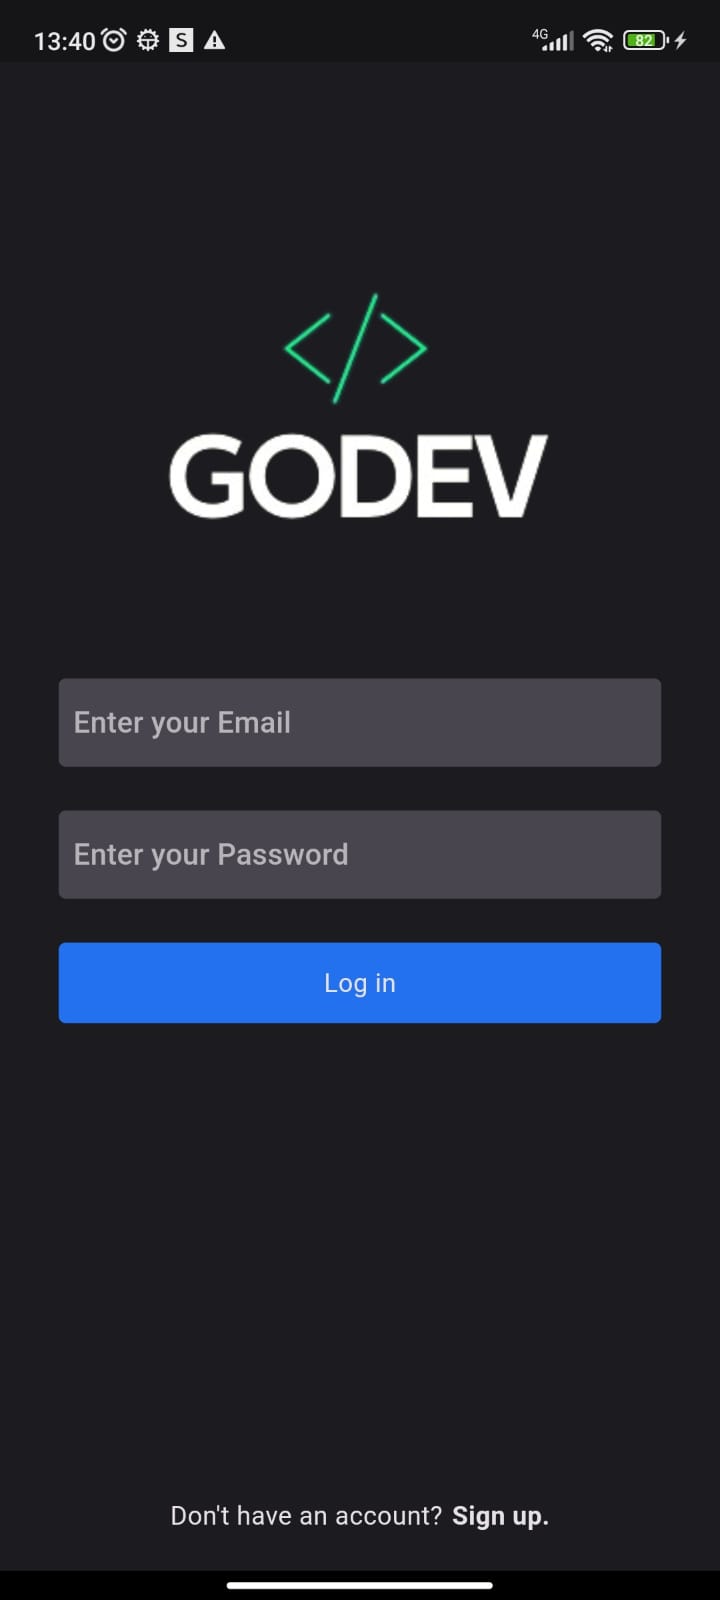 13:40 S 4G 82
</>
GODEV
Enter your Email
Enter your Password
Log in
Don't have an account? Sign up.